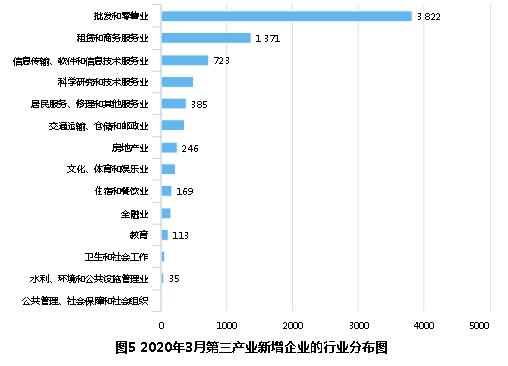 批发和零售业 3 822
租赁和商务服务业 1 371
信息传输、软件和信息技术服务业 723
科学研究和技术服务业
居民服务、修理和其他服务业 385
交通运输、仓储和邮政业
房地产业 246
文化、体育和娱乐业
住宿和餐饮业 169
金融业
教育 113
卫生和社会工作
水利、环境和公共设施管理业 35
公共管理、社会保障和社会组织
0 1000 2000 3000 4000 5000
图5 2020年3月第三产业新增企业的行业分布图